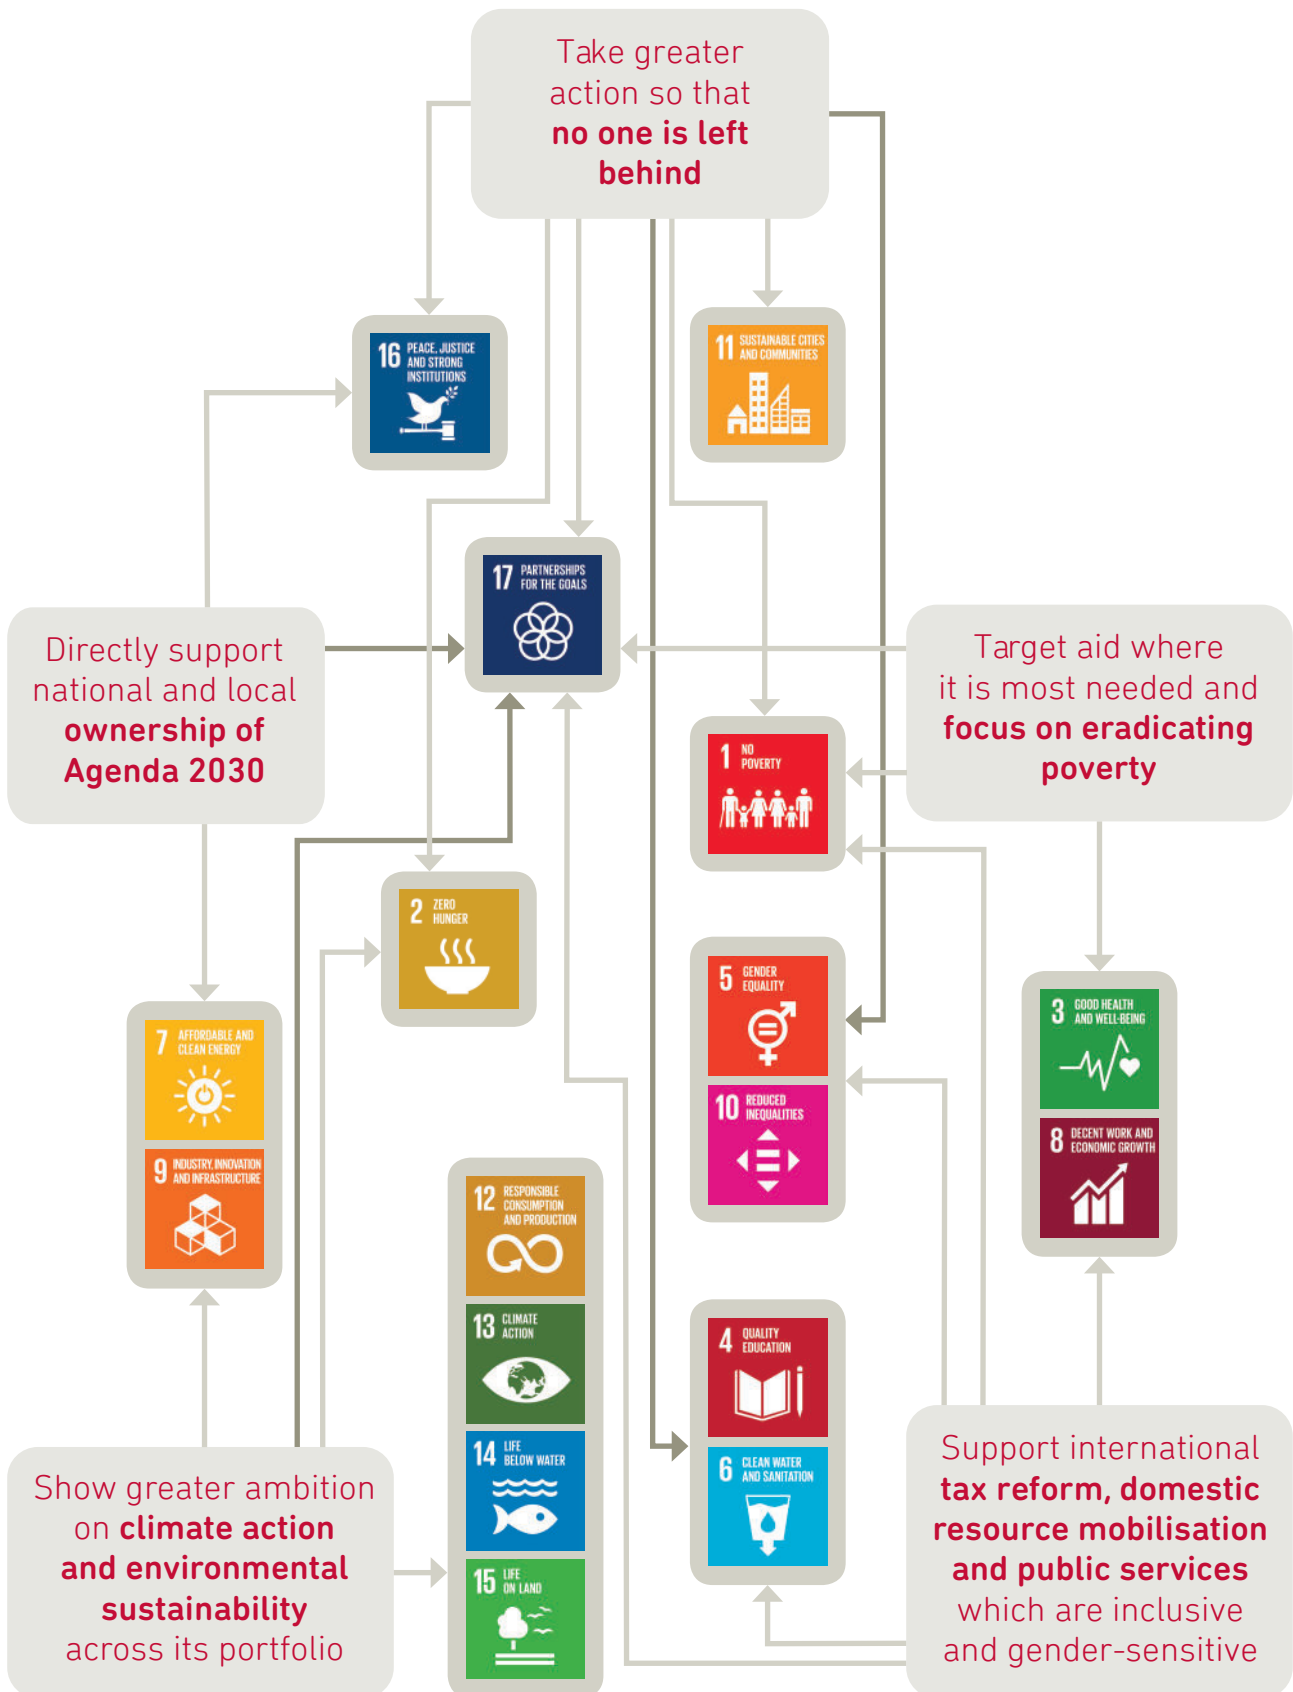 Take greater
action so that
no one is left
behind
16 PEACE, JUSTICE
AND STRONG
INSTITUTIONS
11 SUSTAINABLE CITIES
AND COMMUNITIES
17 PARTNERSHIPS
FOR THE GOALS
Directly support
national and local
ownership of
Agenda 2030
Target aid where
it is most needed and
focus on eradicating
poverty
1 NO
POVERTY
2 ZERO
HUNGER
5 GENDER
EQUALITY
10 REDUCED
INEQUALITIES
3 GOOD HEALTH
AND WELL-BEING
8 DECENT WORK AND
ECONOMIC GROWTH
7 AFFORDABLE AND
CLEAN ENERGY
9 INDUSTRY, INNOVATION
AND INFRASTRUCTURE
12 RESPONSIBLE
CONSUMPTION
AND PRODUCTION
13 CLIMATE
ACTION
14 LIFE
BELOW WATER
15 LIFE
ON LAND
4 QUALITY
EDUCATION
6 CLEAN WATER
AND SANITATION
Show greater ambition
on climate action
and environmental
sustainability
across its portfolio
Support international
tax reform, domestic
resource mobilisation
and public services
which are inclusive
and gender-sensitive